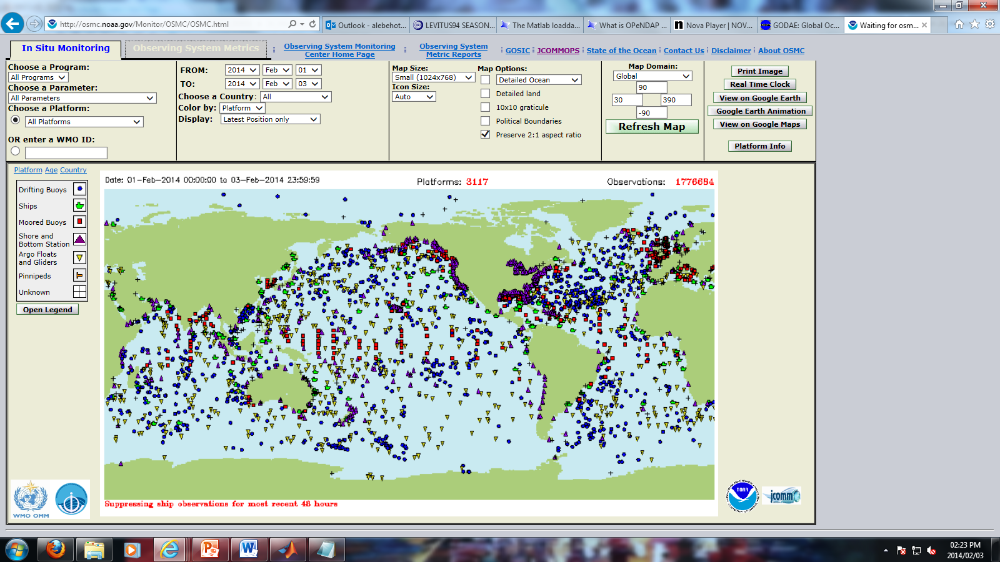 http://osmc.noaa.gov/Monitor/OSMC/OSMC.html
Outlook - alebehot...
LEVITUS94 SEASON...
The Matlab loadda...
What is OPeNDAP ...
Nova Player | NOV...
GODAE: Global Oc...
Waiting for osm...
In Situ Monitoring
Observing System Metrics
Observing System Monitoring
Center Home Page
Observing System
Metric Reports
GOSIC
JCOMMOPS
State of the Ocean
Contact Us
Disclaimer
About OSMC
Choose a Program:
All Programs
Choose a Parameter:
All Parameters
Choose a Platform:
All Platforms
OR enter a WMO ID:
FROM: 2014 Feb 01
TO: 2014 Feb 03
Choose a Country: All
Color by: Platform
Display: Latest Position only
Map Size:
Small (1024x768)
Icon Size:
Auto
Map Options:
Detailed Ocean
Detailed land
10x10 graticule
Political Boundaries
Preserve 2:1 aspect ratio
Map Domain:
Global
90
30 390
-90
Refresh Map
Print Image
Real Time Clock
View on Google Earth
Google Earth Animation
View on Google Maps
Platform Info
Platform Age Country
Drifting Buoys
Ships
Moored Buoys
Shore and
Bottom Station
Argo Floats
and Gliders
Pinnipeds
Unknown
Open Legend
Date: 01-Feb-2014 00:00:00 to 03-Feb-2014 23:59:59
Platforms: 3117
Observations: 1776684
Suppressing ship observations for most recent 48 hours
WMO OMM
NOAA
jcomm
02:23 PM
2014/02/03